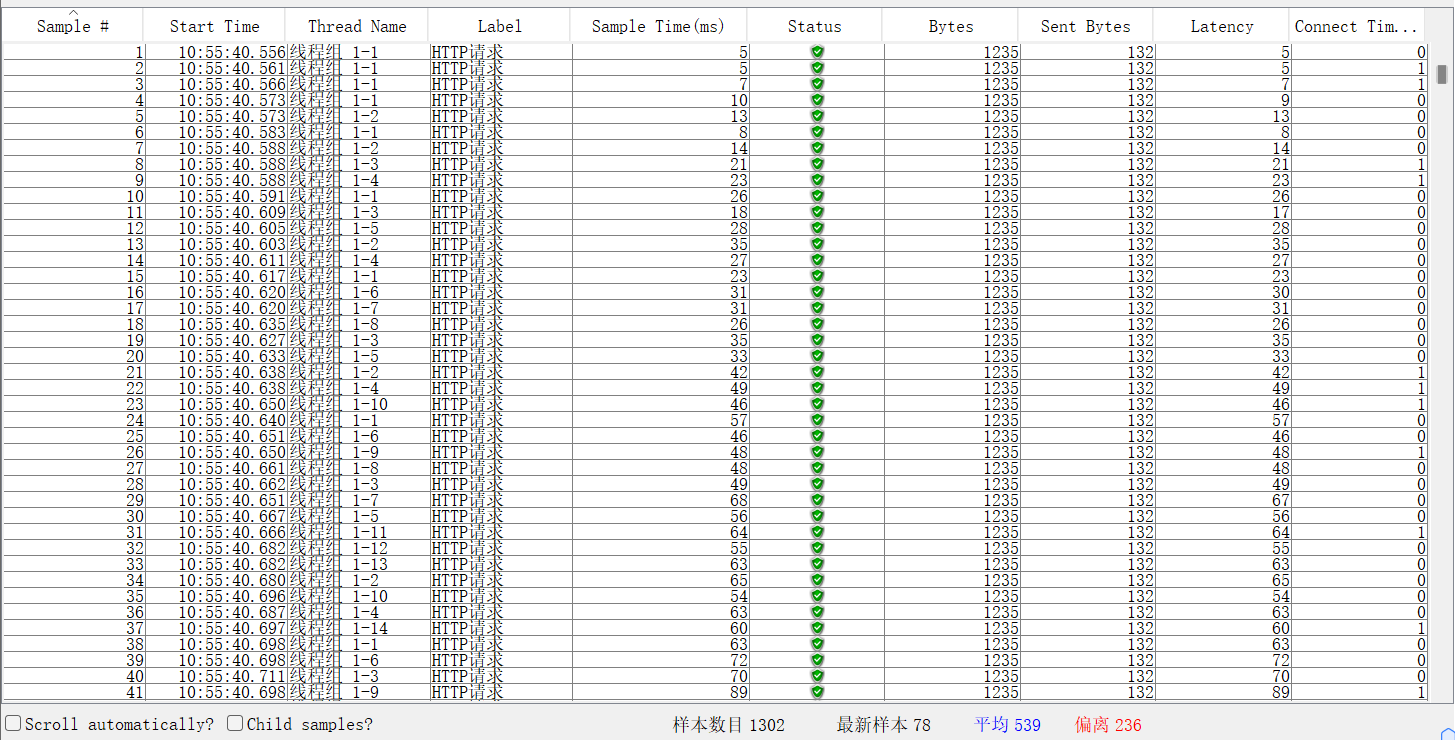 Sample # Start Time Thread Name Label Sample Time(ms) Status Bytes Sent Bytes Latency Connect Tim...
1 10:55:40.556 线程组 1-1 HTTP请求 5 1235 132 5 0
2 10:55:40.561 线程组 1-1 HTTP请求 5 1235 132 5 1
3 10:55:40.566 线程组 1-1 HTTP请求 7 1235 132 7 1
4 10:55:40.573 线程组 1-1 HTTP请求 10 1235 132 9 0
5 10:55:40.573 线程组 1-2 HTTP请求 13 1235 132 13 0
6 10:55:40.583 线程组 1-1 HTTP请求 8 1235 132 8 0
7 10:55:40.588 线程组 1-2 HTTP请求 14 1235 132 14 0
8 10:55:40.588 线程组 1-3 HTTP请求 21 1235 132 21 1
9 10:55:40.588 线程组 1-4 HTTP请求 23 1235 132 23 1
10 10:55:40.591 线程组 1-1 HTTP请求 26 1235 132 26 0
11 10:55:40.609 线程组 1-3 HTTP请求 18 1235 132 17 0
12 10:55:40.605 线程组 1-5 HTTP请求 28 1235 132 28 0
13 10:55:40.603 线程组 1-2 HTTP请求 35 1235 132 35 0
14 10:55:40.611 线程组 1-4 HTTP请求 27 1235 132 27 0
15 10:55:40.617 线程组 1-1 HTTP请求 23 1235 132 23 0
16 10:55:40.620 线程组 1-6 HTTP请求 31 1235 132 30 0
17 10:55:40.620 线程组 1-7 HTTP请求 31 1235 132 31 0
18 10:55:40.635 线程组 1-8 HTTP请求 26 1235 132 26 0
19 10:55:40.627 线程组 1-3 HTTP请求 35 1235 132 35 0
20 10:55:40.633 线程组 1-5 HTTP请求 33 1235 132 33 0
21 10:55:40.638 线程组 1-2 HTTP请求 42 1235 132 42 1
22 10:55:40.638 线程组 1-4 HTTP请求 49 1235 132 49 1
23 10:55:40.650 线程组 1-10 HTTP请求 46 1235 132 46 1
24 10:55:40.640 线程组 1-1 HTTP请求 57 1235 132 57 0
25 10:55:40.651 线程组 1-6 HTTP请求 46 1235 132 46 0
26 10:55:40.650 线程组 1-9 HTTP请求 48 1235 132 48 1
27 10:55:40.661 线程组 1-8 HTTP请求 48 1235 132 48 0
28 10:55:40.662 线程组 1-3 HTTP请求 49 1235 132 49 0
29 10:55:40.651 线程组 1-7 HTTP请求 68 1235 132 67 0
30 10:55:40.667 线程组 1-5 HTTP请求 56 1235 132 56 0
31 10:55:40.666 线程组 1-11 HTTP请求 64 1235 132 64 1
32 10:55:40.682 线程组 1-12 HTTP请求 55 1235 132 55 0
33 10:55:40.682 线程组 1-13 HTTP请求 63 1235 132 63 0
34 10:55:40.680 线程组 1-2 HTTP请求 65 1235 132 65 0
35 10:55:40.696 线程组 1-10 HTTP请求 54 1235 132 54 0
36 10:55:40.687 线程组 1-4 HTTP请求 63 1235 132 63 0
37 10:55:40.697 线程组 1-14 HTTP请求 60 1235 132 60 1
38 10:55:40.698 线程组 1-1 HTTP请求 63 1235 132 63 0
39 10:55:40.698 线程组 1-6 HTTP请求 72 1235 132 72 0
40 10:55:40.711 线程组 1-3 HTTP请求 70 1235 132 70 0
41 10:55:40.698 线程组 1-9 HTTP请求 89 1235 132 89 1
Scroll automatically? Child samples? 样本数目 1302 最新样本 78 平均 539 偏离 236